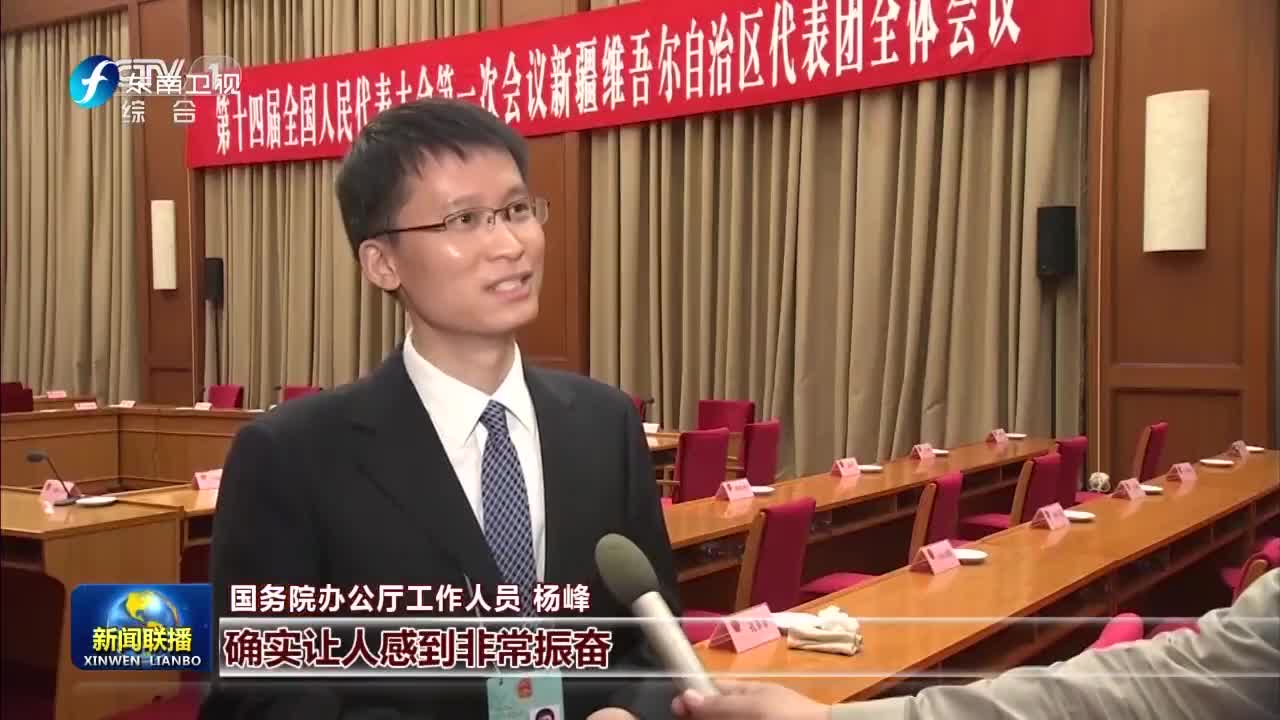 第十四届全国人民代表大会第一次会议新疆维吾尔自治区代表团全体会议
CCTV 1
东南卫视
综合
国务院办公厅工作人员 杨峰
新闻联播
XINWEN LIANBO
确实让人感到非常振奋